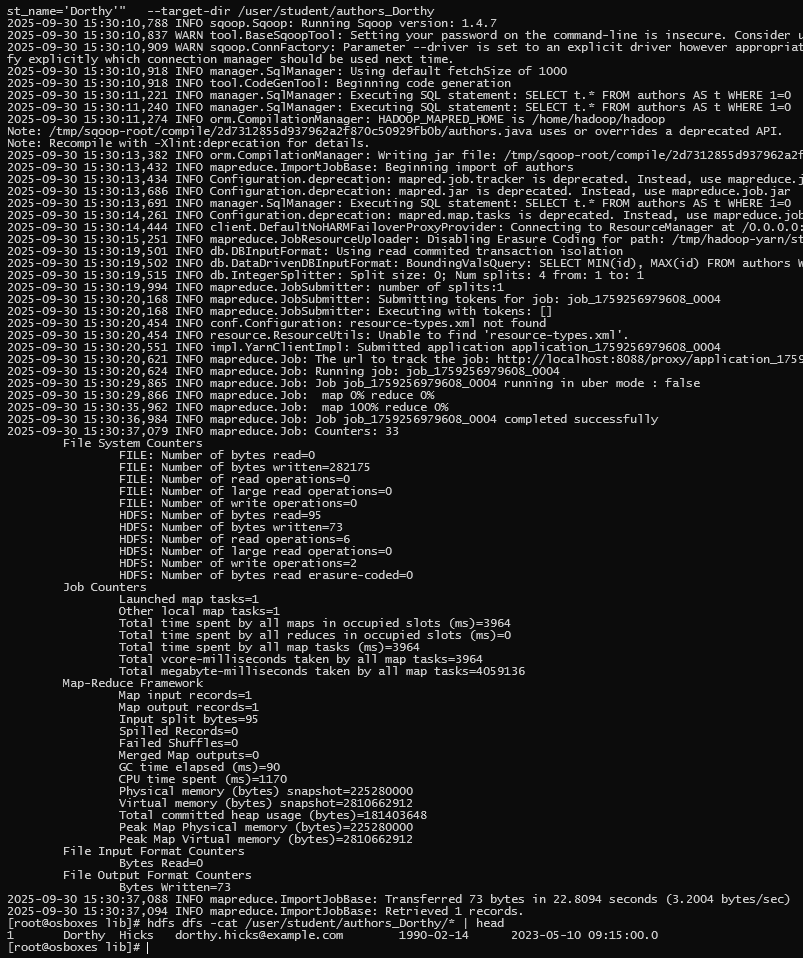 st_name='Dorthy'"   --target-dir /user/student/authors_Dorthy
2025-09-30 15:30:10,788 INFO sqoop.Sqoop: Running Sqoop version: 1.4.7
2025-09-30 15:30:10,837 WARN tool.BaseSqoopTool: Setting your password on the command-line is insecure. Consider u
2025-09-30 15:30:10,909 WARN sqoop.ConnFactory: Parameter --driver is set to an explicit driver however appropriat
fy explicitly which connection manager should be used next time.
2025-09-30 15:30:10,918 INFO manager.SqlManager: Using default fetchSize of 1000
2025-09-30 15:30:10,918 INFO tool.CodeGenTool: Beginning code generation
2025-09-30 15:30:11,221 INFO manager.SqlManager: Executing SQL statement: SELECT t.* FROM authors AS t WHERE 1=0
2025-09-30 15:30:11,240 INFO manager.SqlManager: Executing SQL statement: SELECT t.* FROM authors AS t WHERE 1=0
2025-09-30 15:30:11,274 INFO orm.CompilationManager: HADOOP_MAPRED_HOME is /home/hadoop/hadoop
Note: /tmp/sqoop-root/compile/2d7312855d937962a2f870c50929fb0b/authors.java uses or overrides a deprecated API.
Note: Recompile with -Xlint:deprecation for details.
2025-09-30 15:30:13,382 INFO orm.CompilationManager: Writing jar file: /tmp/sqoop-root/compile/2d7312855d937962a2f
2025-09-30 15:30:13,432 INFO mapreduce.ImportJobBase: Beginning import of authors
2025-09-30 15:30:13,434 INFO Configuration.deprecation: mapred.job.tracker is deprecated. Instead, use mapreduce.j
2025-09-30 15:30:13,686 INFO Configuration.deprecation: mapred.jar is deprecated. Instead, use mapreduce.job.jar
2025-09-30 15:30:13,691 INFO manager.SqlManager: Executing SQL statement: SELECT t.* FROM authors AS t WHERE 1=0
2025-09-30 15:30:14,261 INFO Configuration.deprecation: mapred.map.tasks is deprecated. Instead, use mapreduce.job
2025-09-30 15:30:14,444 INFO client.DefaultNoHARMFailoverProxyProvider: Connecting to ResourceManager at /0.0.0.0:
2025-09-30 15:30:15,251 INFO mapreduce.JobResourceUploader: Disabling Erasure Coding for path: /tmp/hadoop-yarn/st
2025-09-30 15:30:19,501 INFO db.DBInputFormat: Using read commited transaction isolation
2025-09-30 15:30:19,502 INFO db.DataDrivenDBInputFormat: BoundingValsQuery: SELECT MIN(id), MAX(id) FROM authors W
2025-09-30 15:30:19,515 INFO db.IntegerSplitter: Split size: 0; Num splits: 4 from: 1 to: 1
2025-09-30 15:30:19,994 INFO mapreduce.JobSubmitter: number of splits:1
2025-09-30 15:30:20,168 INFO mapreduce.JobSubmitter: Submitting tokens for job: job_1759256979608_0004
2025-09-30 15:30:20,168 INFO mapreduce.JobSubmitter: Executing with tokens: []
2025-09-30 15:30:20,454 INFO conf.Configuration: resource-types.xml not found
2025-09-30 15:30:20,454 INFO resource.ResourceUtils: Unable to find 'resource-types.xml'.
2025-09-30 15:30:20,551 INFO impl.YarnClientImpl: Submitted application application_1759256979608_0004
2025-09-30 15:30:20,621 INFO mapreduce.Job: The url to track the job: http://localhost:8088/proxy/application_1759
2025-09-30 15:30:20,624 INFO mapreduce.Job: Running job: job_1759256979608_0004
2025-09-30 15:30:29,865 INFO mapreduce.Job: Job job_1759256979608_0004 running in uber mode : false
2025-09-30 15:30:29,866 INFO mapreduce.Job:  map 0% reduce 0%
2025-09-30 15:30:35,962 INFO mapreduce.Job:  map 100% reduce 0%
2025-09-30 15:30:36,984 INFO mapreduce.Job: Job job_1759256979608_0004 completed successfully
2025-09-30 15:30:37,079 INFO mapreduce.Job: Counters: 33
File System Counters
FILE: Number of bytes read=0
FILE: Number of bytes written=282175
FILE: Number of read operations=0
FILE: Number of large read operations=0
FILE: Number of write operations=0
HDFS: Number of bytes read=95
HDFS: Number of bytes written=73
HDFS: Number of read operations=6
HDFS: Number of large read operations=0
HDFS: Number of write operations=2
HDFS: Number of bytes read erasure-coded=0
Job Counters
Launched map tasks=1
Other local map tasks=1
Total time spent by all maps in occupied slots (ms)=3964
Total time spent by all reduces in occupied slots (ms)=0
Total time spent by all map tasks (ms)=3964
Total vcore-milliseconds taken by all map tasks=3964
Total megabyte-milliseconds taken by all map tasks=4059136
Map-Reduce Framework
Map input records=1
Map output records=1
Input split bytes=95
Spilled Records=0
Failed Shuffles=0
Merged Map outputs=0
GC time elapsed (ms)=90
CPU time spent (ms)=1170
Physical memory (bytes) snapshot=225280000
Virtual memory (bytes) snapshot=2810662912
Total committed heap usage (bytes)=181403648
Peak Map Physical memory (bytes)=225280000
Peak Map Virtual memory (bytes)=2810662912
File Input Format Counters
Bytes Read=0
File Output Format Counters
Bytes Written=73
2025-09-30 15:30:37,088 INFO mapreduce.ImportJobBase: Transferred 73 bytes in 22.8094 seconds (3.2004 bytes/sec)
2025-09-30 15:30:37,094 INFO mapreduce.ImportJobBase: Retrieved 1 records.
[root@osboxes lib]# hdfs dfs -cat /user/student/authors_Dorthy/* | head
1       Dorthy  Hicks   dorthy.hicks@example.com        1990-02-14      2023-05-10 09:15:00.0
[root@osboxes lib]#